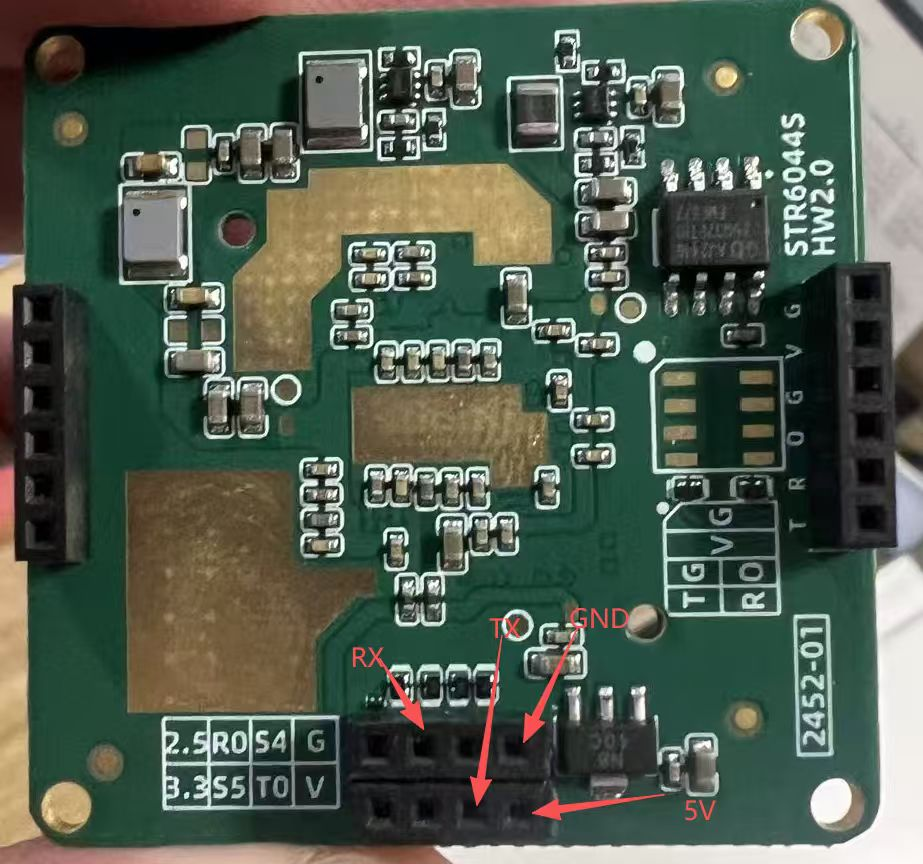 STR6044S
HW2.0
G
V
G
O
R
T
G
V
T G
R O
TX
GND
RX
2452-01
2.5 R0 S4 G
3.3 S5 T0 V
5V